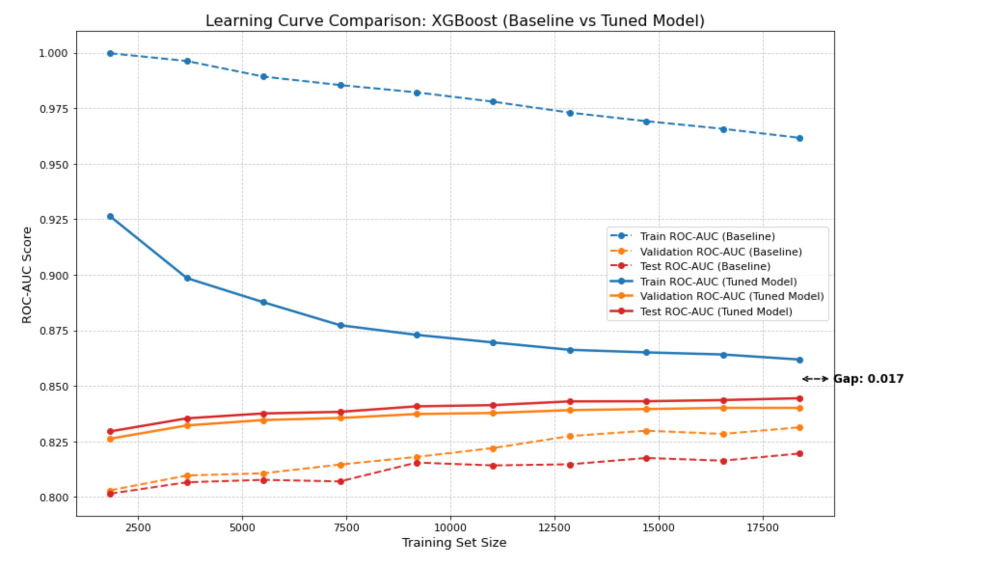 Learning Curve Comparison: XGBoost (Baseline vs Tuned Model)
1.000
0.975
0.950
0.925
0.900
0.875
0.850
0.825
0.800
ROC-AUC Score
Train ROC-AUC (Baseline)
Validation ROC-AUC (Baseline)
Test ROC-AUC (Baseline)
Train ROC-AUC (Tuned Model)
Validation ROC-AUC (Tuned Model)
Test ROC-AUC (Tuned Model)
Gap: 0.017
2500 5000 7500 10000 12500 15000 17500
Training Set Size